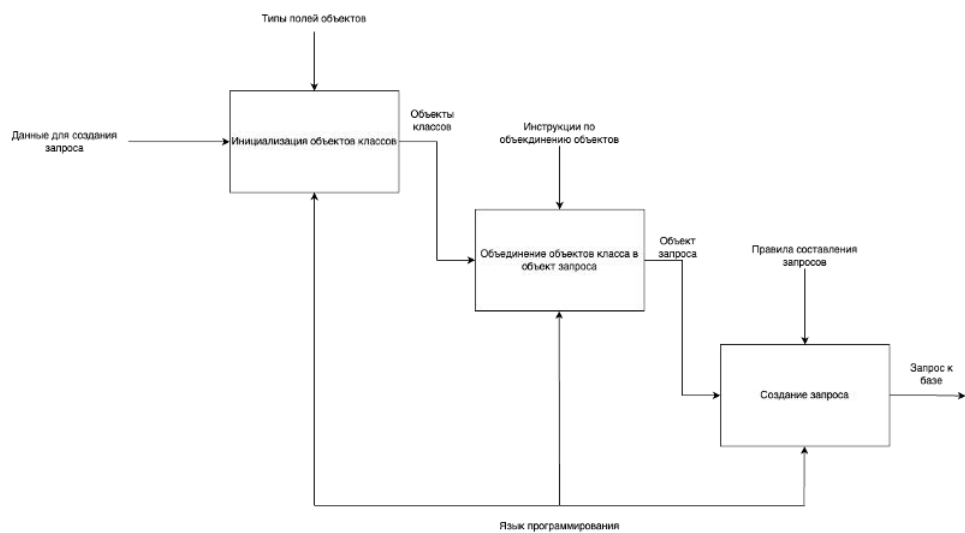 Типы полей объектов
Данные для создания
запроса
Инициализация объектов классов
Объекты
классов
Инструкции по
объекдинению объектов
Объединение объектов класса в
объект запроса
Объект
запроса
Правила составления
запросов
Создание запроса
Запрос к
базе
Язык программирования